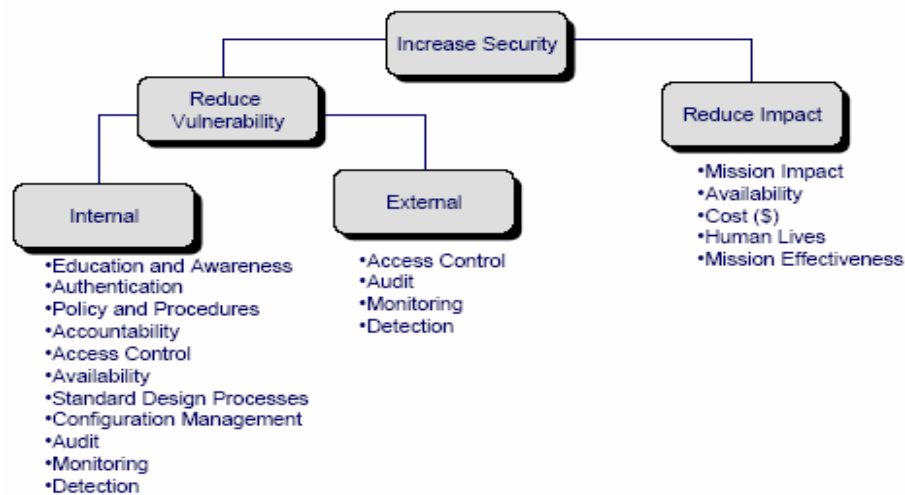 Increase Security
Reduce
Vulnerability
Reduce Impact
•Mission Impact
•Availability
•Cost ($)
•Human Lives
•Mission Effectiveness
Internal
•Education and Awareness
•Authentication
•Policy and Procedures
•Accountability
•Access Control
•Availability
•Standard Design Processes
•Configuration Management
•Audit
•Monitoring
•Detection
External
•Access Control
•Audit
•Monitoring
•Detection